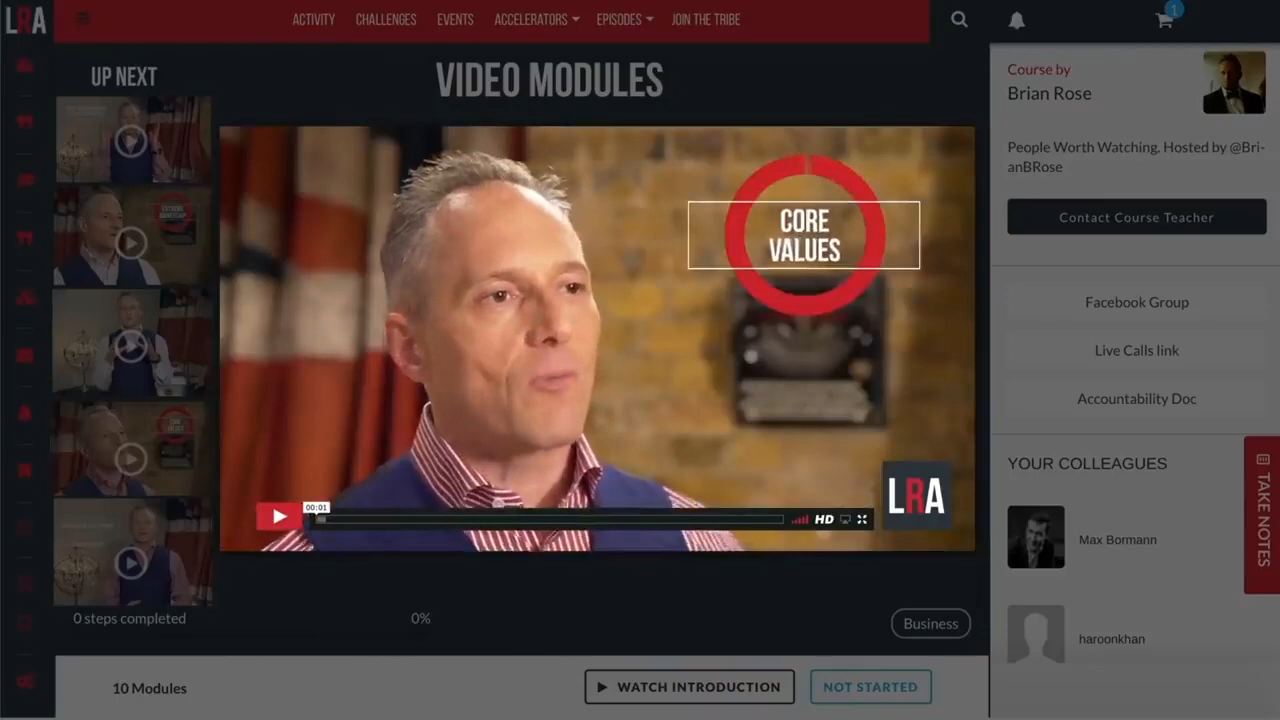 LRA
ACTIVITY CHALLENGES EVENTS ACCELERATORS EPISODES JOIN THE TRIBE
1
UP NEXT
VIDEO MODULES
Course by
Brian Rose
People Worth Watching. Hosted by @Bri-
anBRose
Contact Course Teacher
CORE
VALUES
Facebook Group
Live Calls link
Accountability Doc
YOUR COLLEAGUES
TAKE NOTES
LRA
00:01
HD
Max Bormann
haroonkhan
0 steps completed
0%
Business
10 Modules
WATCH INTRODUCTION
NOT STARTED